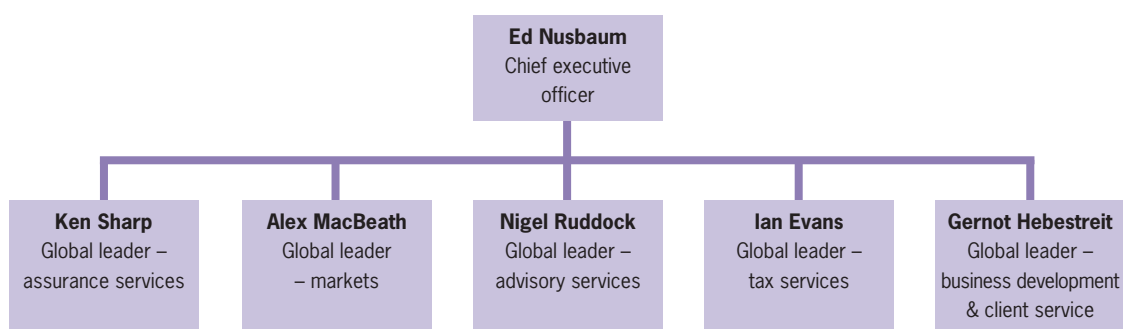 Ed Nusbaum
Chief executive
officer
Ken Sharp
Global leader –
assurance services
Alex MacBeath
Global leader
– markets
Nigel Ruddock
Global leader –
advisory services
Ian Evans
Global leader –
tax services
Gernot Hebestreit
Global leader –
business development
& client service